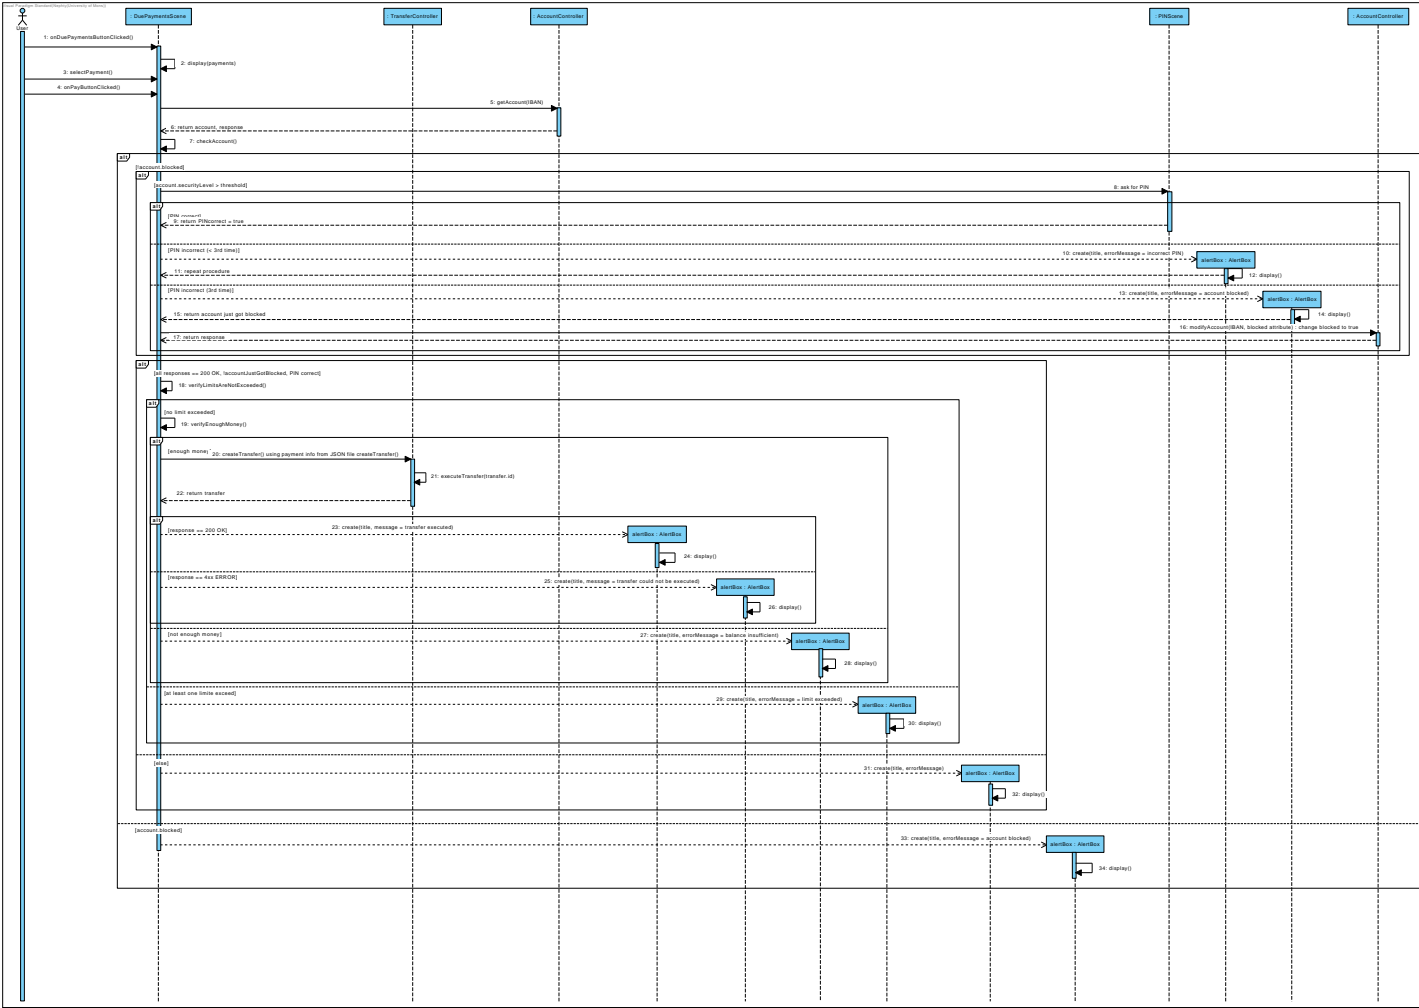 : DuePaymentsScene
: TransferController
: AccountController
: PINScene
: AccountController
User
1: onDuePaymentsButtonClicked()
2: display(payments)
3: selectPayment()
4: onPayButtonClicked()
5: getAccount(IBAN)
6: return account, response
7: checkAccount()
alt
[!account.blocked]
alt
[account.securityLevel > threshold]
8: ask for PIN
alt
[PIN correct]
9: return PINcorrect = true
[PIN incorrect (< 3rd time)]
10: create(title, errorMessage = incorrect PIN)
alertBox : AlertBox
11: repeat procedure
12: display()
[PIN incorrect (3rd time)]
13: create(title, errorMessage = account blocked)
alertBox : AlertBox
15: return account just got blocked
14: display()
16: modifyAccount(IBAN, blocked attribute) : change blocked to true
17: return response
alt
[all responses == 200 OK, !accountJustGotBlocked, PIN correct]
18: verifyLimitsAreNotExceeded()
alt
[no limit exceeded]
19: verifyEnoughMoney()
alt
[enough money
20: createTransfer() using payment info from JSON file createTransfer()
21: executeTransfer(transfer.id)
22: return transfer
alt
[response == 200 OK]
23: create(title, message = transfer executed)
alertBox : AlertBox
24: display()
[response == 4xx ERROR]
25: create(title, message = transfer could not be executed)
alertBox : AlertBox
26: display()
[not enough money]
27: create(title, errorMessage = balance insufficient)
alertBox : AlertBox
28: display()
[at least one limite exceed]
29: create(title, errorMessage = limit exceeded)
alertBox : AlertBox
30: display()
[else]
31: create(title, errorMessage)
alertBox : AlertBox
32: display()
[account.blocked]
33: create(title, errorMessage = account blocked)
alertBox : AlertBox
34: display()